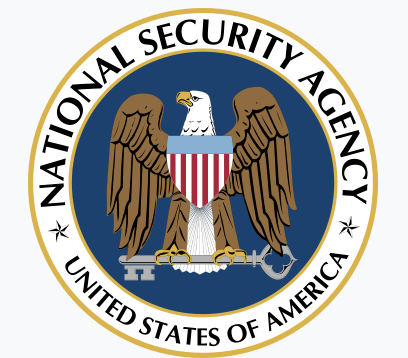 NATIONAL SECURITY AGENCY
UNITED STATES OF AMERICA